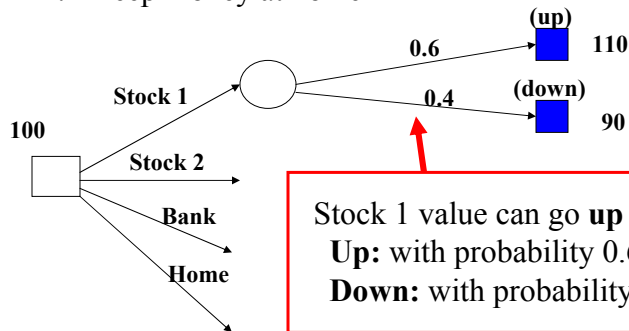 (up)
0.6
110
Stock 1
(down)
0.4
90
100
Stock 2
Bank
Home
Stock 1 value can go up
Up: with probability 0.6
Down: with probability